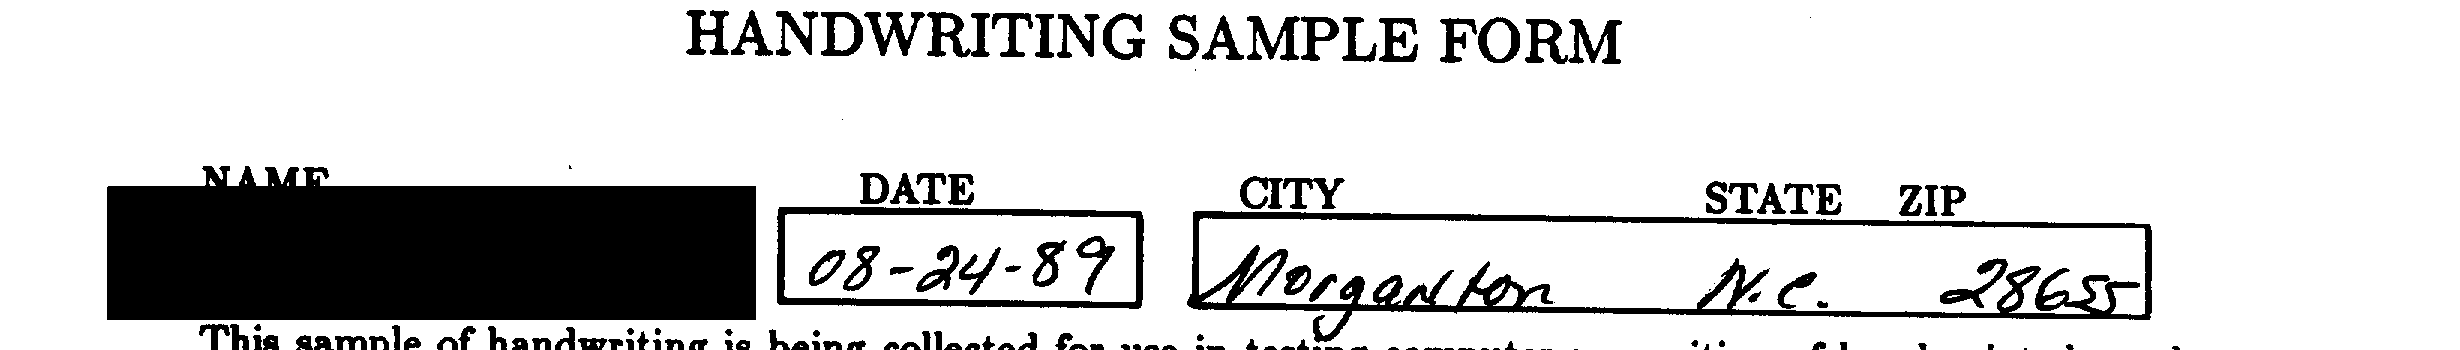 HANDWRITING SAMPLE FORM
NAME DATE CITY STATE ZIP
08-24-89 Morganton N.C. 28655
This sample of handwriting is being collected for use in testing computer